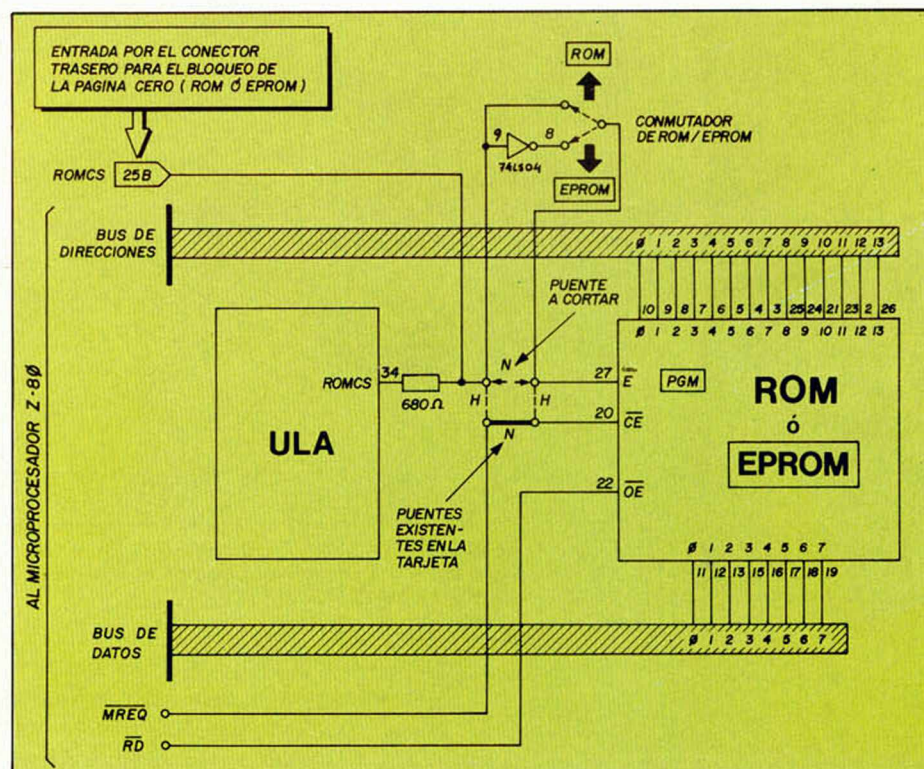 ENTRADA POR EL CONECTOR
TRASERO PARA EL BLOQUEO DE
LA PAGINA CERO (ROM Ó EPROM)
ROM
CONMUTADOR
DE ROM/EPROM
9
8
74LS04
EPROM
ROMCS
25B
BUS DE
DIRECCIONES
Ø 1 2 3 4 5 6 7 8 9 10 11 12 13
PUENTE
A CORTAR
10 9 8 7 6 5 4 3 25 24 21 23 2 26
Ø 1 2 3 4 5 6 7 8 9 10 11 12 13
ROMCS
34
680Ω
N
H
H
N
27
E
PGM
20
CE
22
OE
ULA
ROM
ó
EPROM
PUENTES
EXISTEN-
TES EN LA
TARJETA
Ø 1 2 3 4 5 6 7
11 12 13 15 16 17 18 19
BUS DE
DATOS
Ø 1 2 3 4 5 6 7
MREQ
RD
AL MICROPROCESADOR Z-8Ø